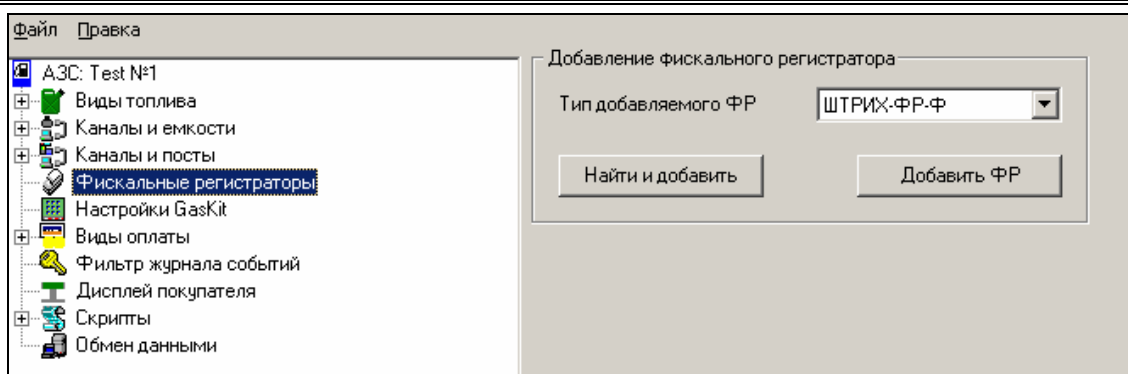 Файл Правка
АЗС: Test №1
Виды топлива
Каналы и емкости
Каналы и посты
Фискальные регистраторы
Настройки GasKit
Виды оплаты
Фильтр журнала событий
Дисплей покупателя
Скрипты
Обмен данными
Добавление фискального регистратора
Тип добавляемого ФР ШТРИХ-ФР-Ф
Найти и добавить Добавить ФР